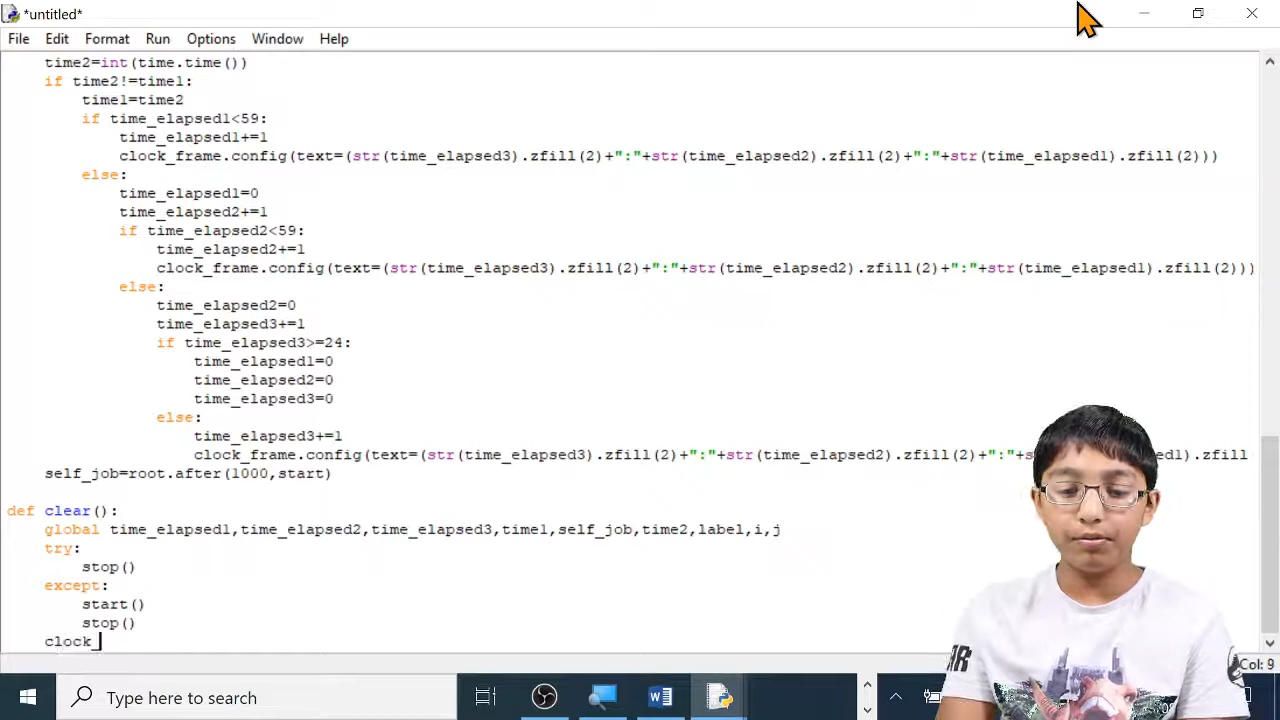 *untitled*
File Edit Format Run Options Window Help
time2=int(time.time())
if time2!=time1:
time1=time2
if time_elapsed1<59:
time_elapsed1+=1
clock_frame.config(text=(str(time_elapsed3).zfill(2)+":"+str(time_elapsed2).zfill(2)+":"+str(time_elapsed1).zfill(2)))
else:
time_elapsed1=0
time_elapsed2+=1
if time_elapsed2<59:
time_elapsed2+=1
clock_frame.config(text=(str(time_elapsed3).zfill(2)+":"+str(time_elapsed2).zfill(2)+":"+str(time_elapsed1).zfill(2)))
else:
time_elapsed2=0
time_elapsed3+=1
if time_elapsed3>=24:
time_elapsed1=0
time_elapsed2=0
time_elapsed3=0
else:
time_elapsed3+=1
clock_frame.config(text=(str(time_elapsed3).zfill(2)+":"+str(time_elapsed2).zfill(2)+":"+s ed1).zfill
self_job=root.after(1000,start)
def clear():
global time_elapsed1,time_elapsed2,time_elapsed3,time1,self_job,time2,label,i,j
try:
stop()
except:
start()
stop()
clock_
Col: 9
Type here to search